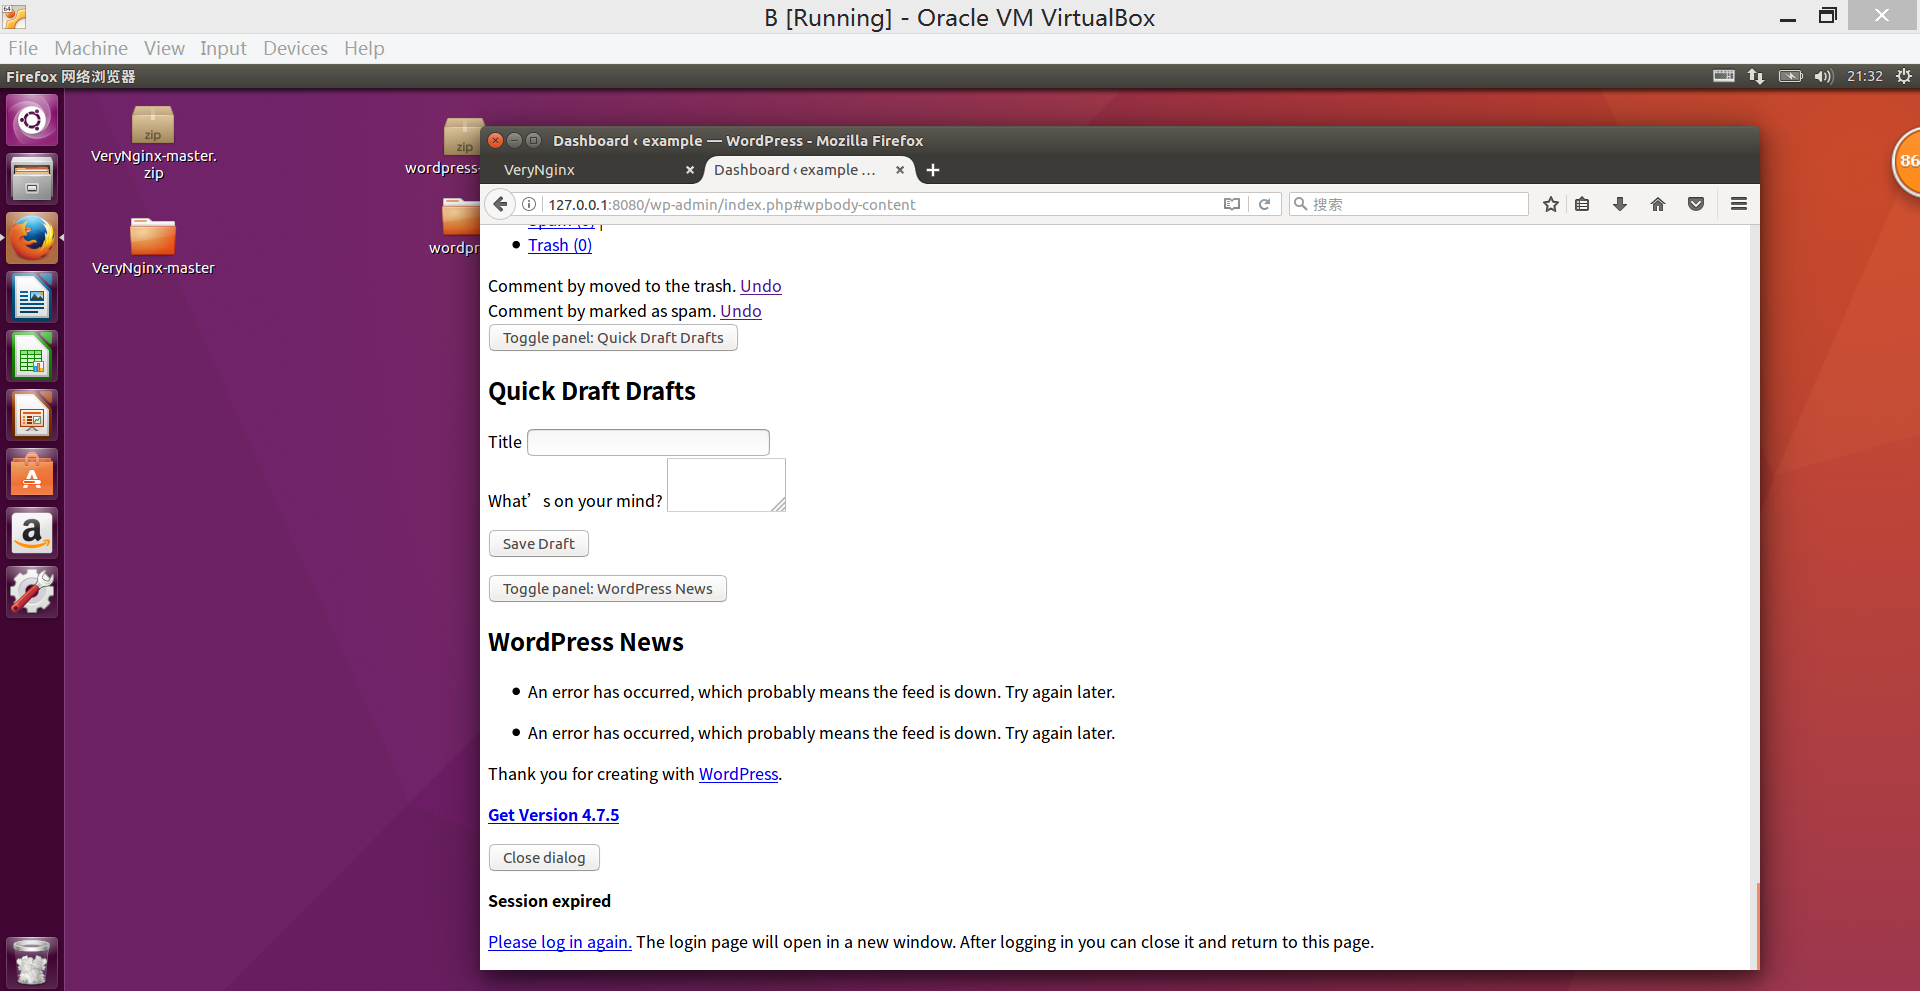 B [Running] - Oracle VM VirtualBox
File Machine View Input Devices Help
Firefox 网络浏览器
21:32
zip
VeryNginx-master.
zip
VeryNginx-master
zip
wordpress-
wordpr
86
Dashboard ‹ example — WordPress - Mozilla Firefox
VeryNginx
Dashboard ‹ example ...
127.0.0.1:8080/wp-admin/index.php#wpbody-content
搜索
Spam (0) |
Trash (0)
Comment by moved to the trash. Undo
Comment by marked as spam. Undo
Toggle panel: Quick Draft Drafts
Quick Draft Drafts
Title
What’s on your mind?
Save Draft
Toggle panel: WordPress News
WordPress News
An error has occurred, which probably means the feed is down. Try again later.
An error has occurred, which probably means the feed is down. Try again later.
Thank you for creating with WordPress.
Get Version 4.7.5
Close dialog
Session expired
Please log in again. The login page will open in a new window. After logging in you can close it and return to this page.